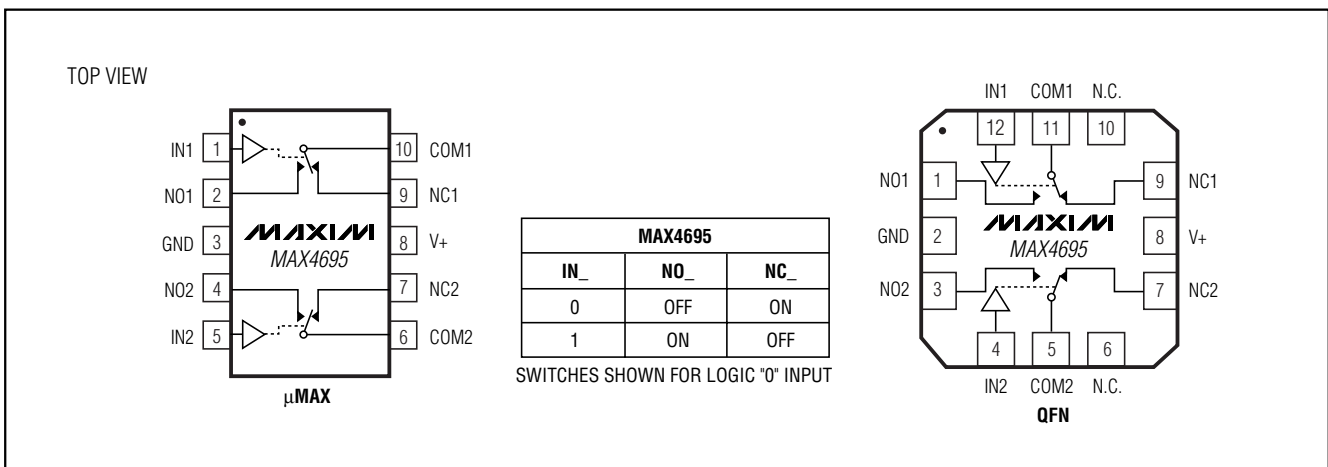 TOP VIEW
IN1 1
NO1 2
GND 3
NO2 4
IN2 5
10 COM1
9 NC1
8 V+
7 NC2
6 COM2
MAXIM
MAX4695
µMAX
MAX4695
IN_ NO_ NC_
0 OFF ON
1 ON OFF
SWITCHES SHOWN FOR LOGIC "0" INPUT
IN1 COM1 N.C.
12 11 10
NO1 1
GND 2
NO2 3
9 NC1
8 V+
7 NC2
MAXIM
MAX4695
4 5 6
IN2 COM2 N.C.
QFN